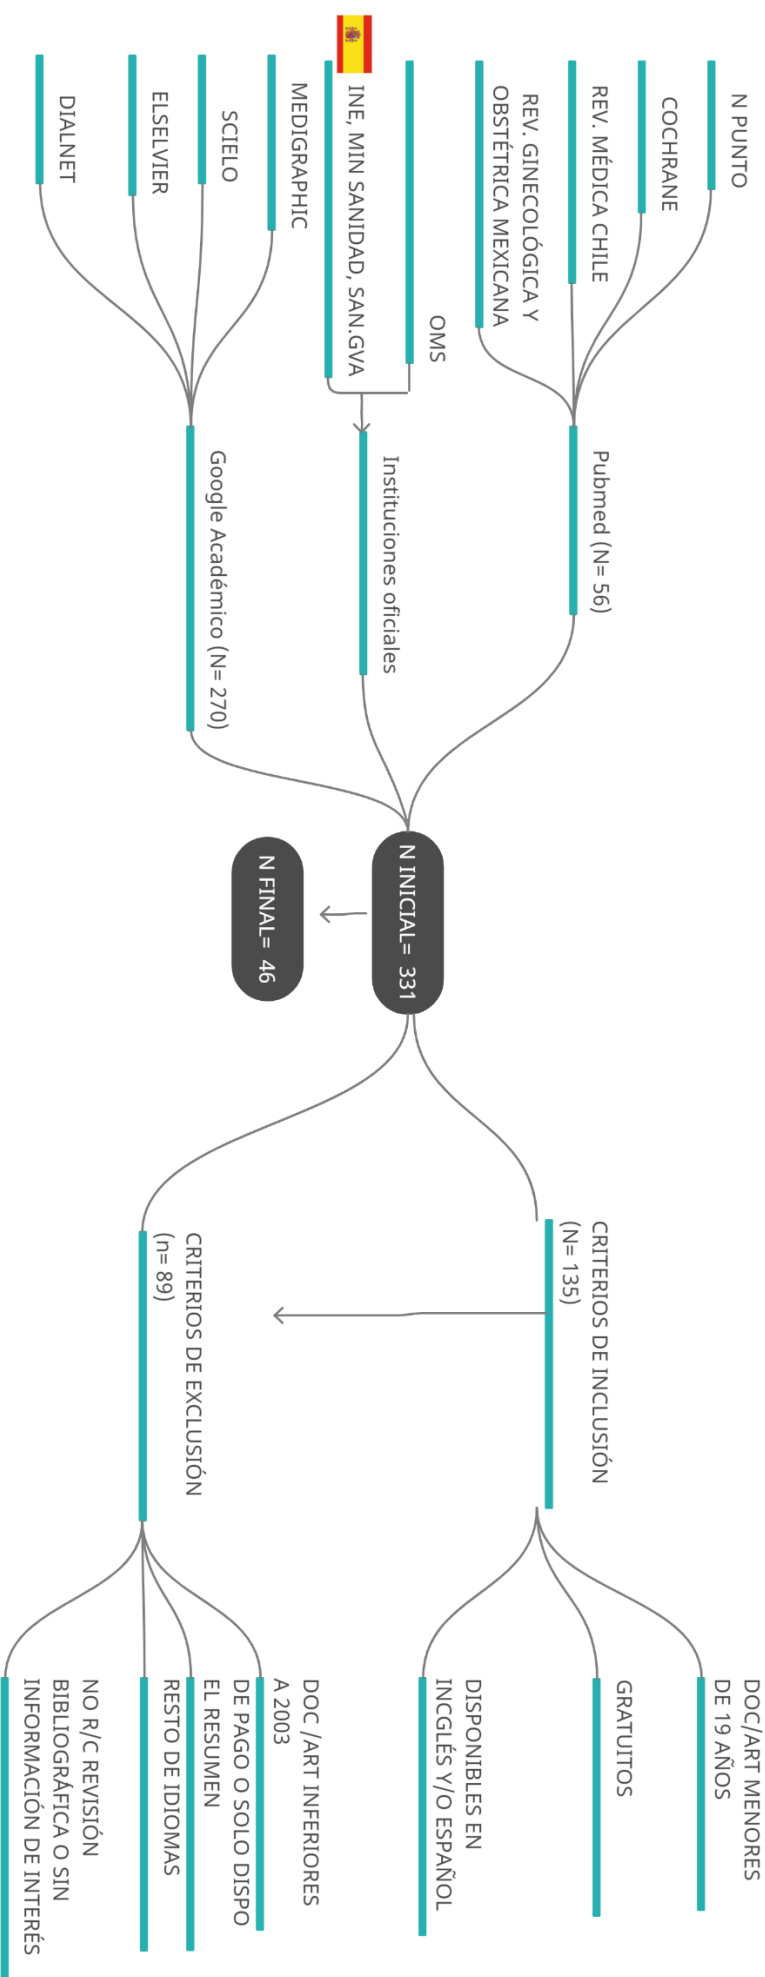 N PUNTO
COCHRANE
REV. MÉDICA CHILE
REV. GINECOLÓGICA Y
OBSTÉTRICA MEXICANA
OMS
INE, MIN SANIDAD, SAN.GVA
MEDIGRAPHIC
SCIELO
ELSELVIER
DIALNET
Pubmed (N= 56)
Instituciones oficiales
Google Académico (N= 270)
N INICIAL= 331
N FINAL= 46
CRITERIOS DE INCLUSIÓN
(N= 135)
CRITERIOS DE EXCLUSIÓN
(n= 89)
DOC/ART MENORES
DE 19 AÑOS
GRATUITOS
DISPONIBLES EN
INCGLÉS Y/O ESPAÑOL
DOC /ART INFERIORES
A 2003
DE PAGO O SOLO DISPO
EL RESUMEN
RESTO DE IDIOMAS
NO R/C REVISIÓN
BIBLIOGRÁFICA O SIN
INFORMACIÓN DE INTERÉS